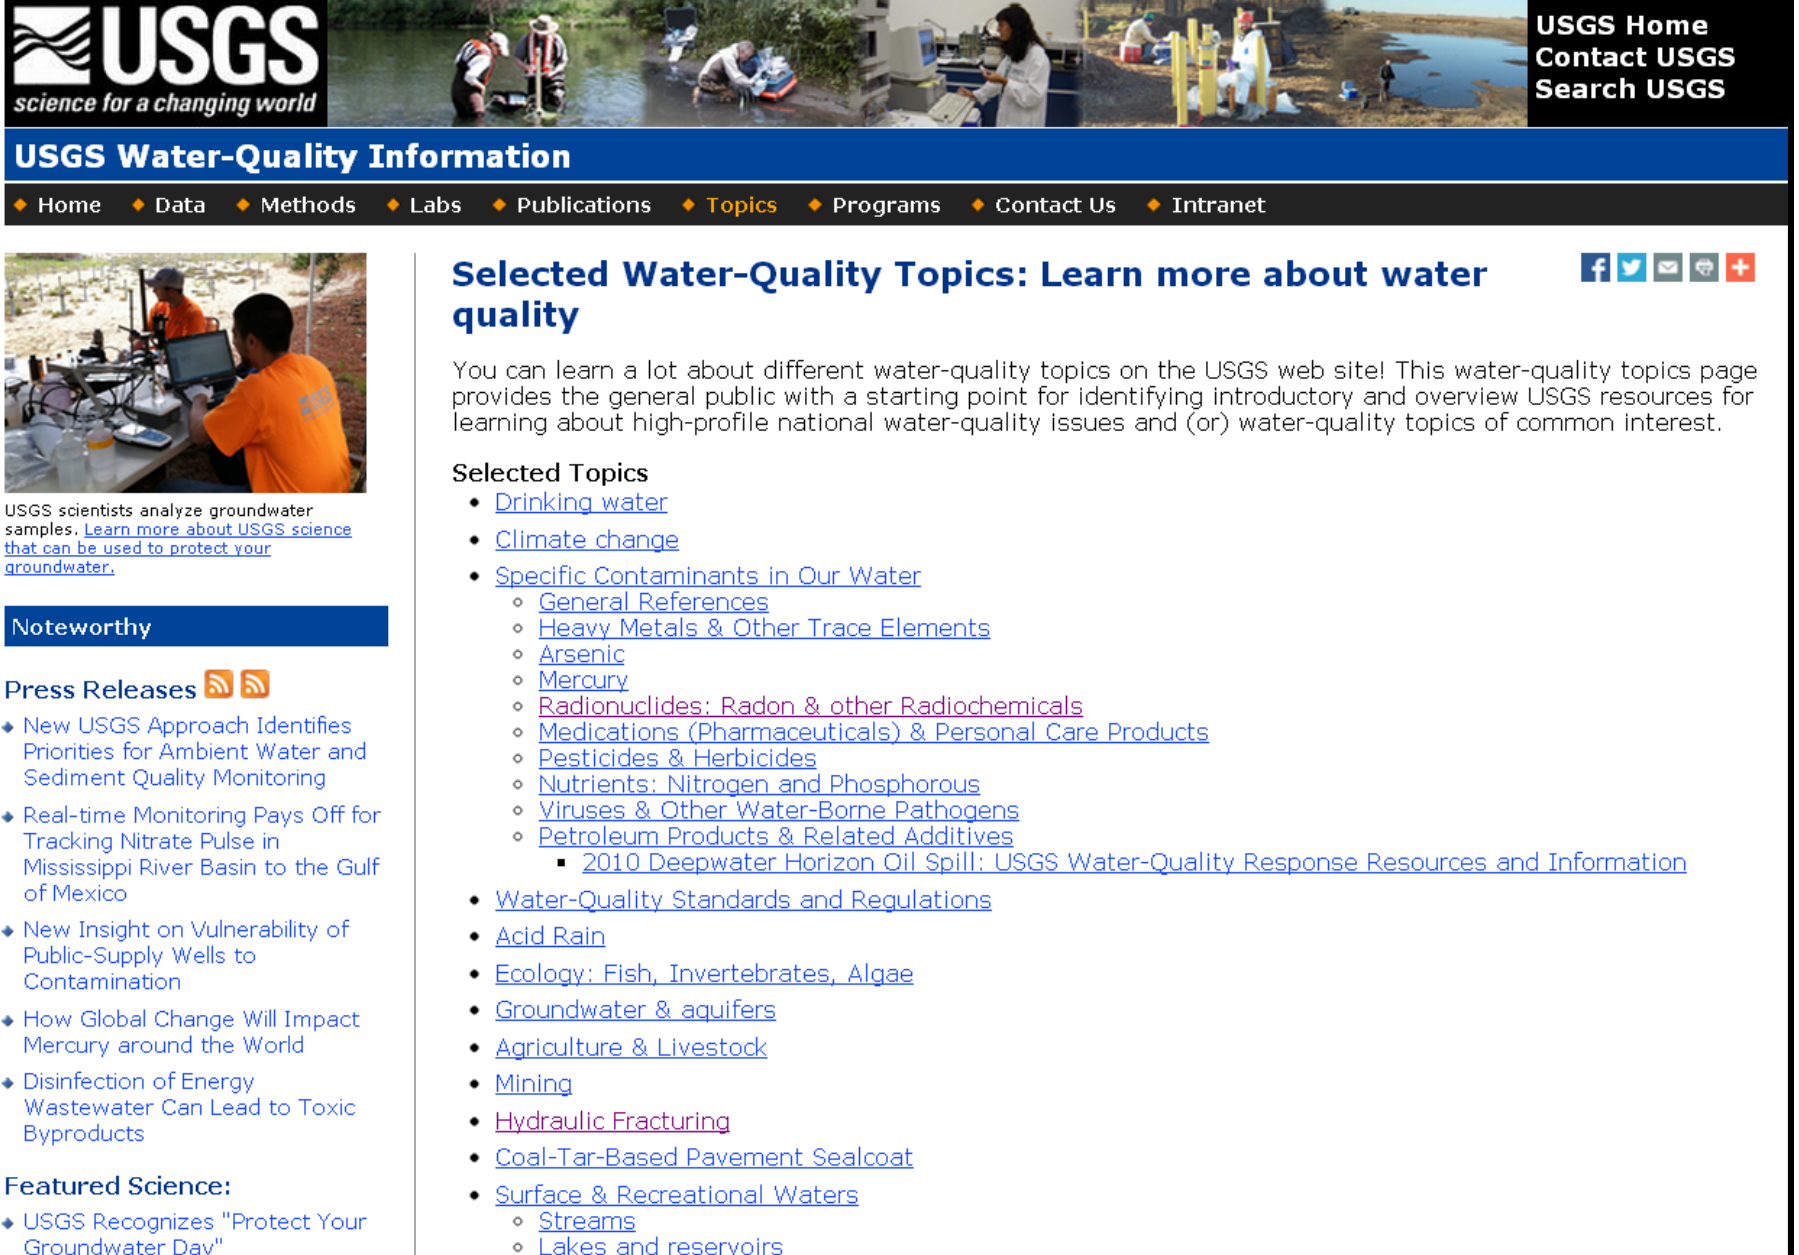 USGS
science for a changing world
USGS Home
Contact USGS
Search USGS
USGS Water-Quality Information
Home Data Methods Labs Publications Topics Programs Contact Us Intranet
USGS scientists analyze groundwater
samples. Learn more about USGS science
that can be used to protect your
groundwater.
Noteworthy
Press Releases
New USGS Approach Identifies
Priorities for Ambient Water and
Sediment Quality Monitoring
Real-time Monitoring Pays Off for
Tracking Nitrate Pulse in
Mississippi River Basin to the Gulf
of Mexico
New Insight on Vulnerability of
Public-Supply Wells to
Contamination
How Global Change Will Impact
Mercury around the World
Disinfection of Energy
Wastewater Can Lead to Toxic
Byproducts
Featured Science:
USGS Recognizes "Protect Your
Groundwater Day"
Selected Water-Quality Topics: Learn more about water
quality
You can learn a lot about different water-quality topics on the USGS web site! This water-quality topics page
provides the general public with a starting point for identifying introductory and overview USGS resources for
learning about high-profile national water-quality issues and (or) water-quality topics of common interest.
Selected Topics
Drinking water
Climate change
Specific Contaminants in Our Water
General References
Heavy Metals & Other Trace Elements
Arsenic
Mercury
Radionuclides: Radon & other Radiochemicals
Medications (Pharmaceuticals) & Personal Care Products
Pesticides & Herbicides
Nutrients: Nitrogen and Phosphorous
Viruses & Other Water-Borne Pathogens
Petroleum Products & Related Additives
2010 Deepwater Horizon Oil Spill: USGS Water-Quality Response Resources and Information
Water-Quality Standards and Regulations
Acid Rain
Ecology: Fish, Invertebrates, Algae
Groundwater & aquifers
Agriculture & Livestock
Mining
Hydraulic Fracturing
Coal-Tar-Based Pavement Sealcoat
Surface & Recreational Waters
Streams
Lakes and reservoirs